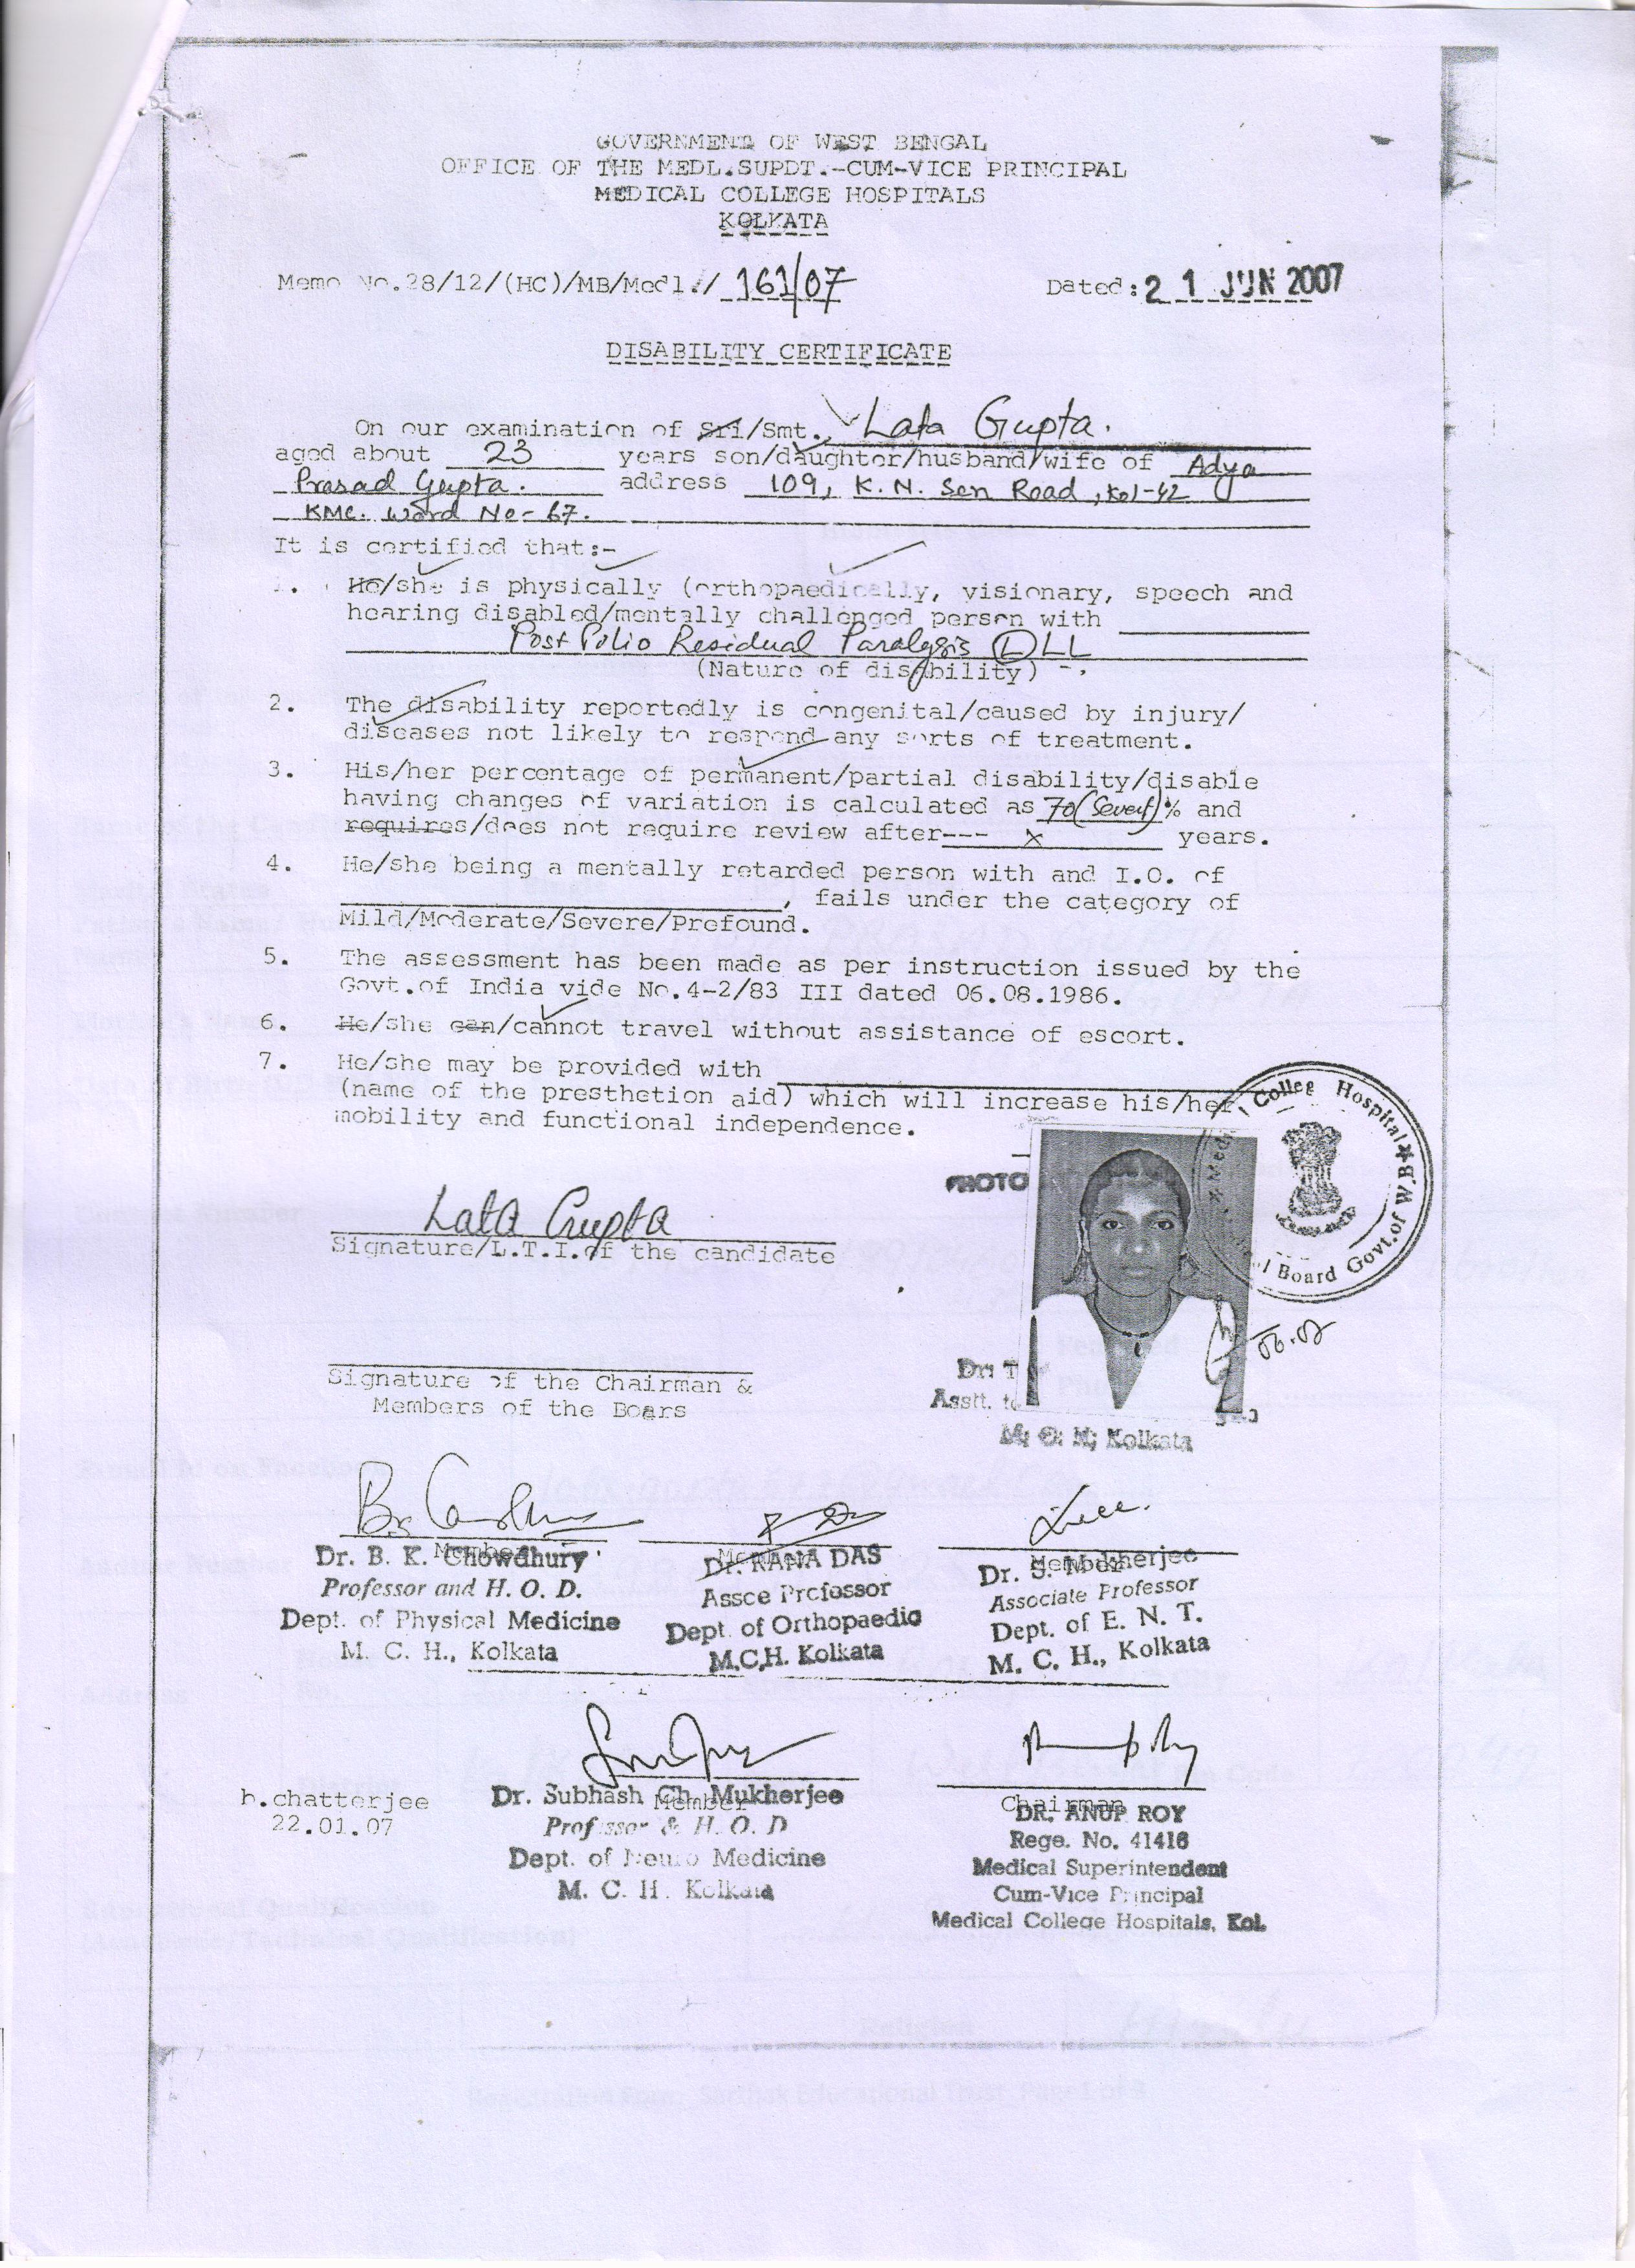 GOVERNMENT OF WEST BENGAL
OFFICE OF THE MEDL.SUPDT.-CUM-VICE PRINCIPAL
MEDICAL COLLEGE HOSPITALS
KOLKATA
Memo No.28/12/(HC)/MB/Medl.// 161/07 Dated: 21 JUN 2007
DISABILITY CERTIFICATE
On our examination of Sri/Smt. Lata Gupta.
aged about 23 years son/daughter/husband/wife of Adya
Prasad Gupta. address 109, K. N. Sen Road, Kol-42
KMC. Word No- 67.
It is certified that:-
1. He/she is physically (orthopaedically, visionary, speech and
hearing disabled/mentally challenged person with
Post Polio Residual Paralysis (L) LL
(Nature of disability)
2. The disability reportedly is congenital/caused by injury/
diseases not likely to respond any sorts of treatment.
3. His/her percentage of permanent/partial disability/disable
having changes of variation is calculated as 70(Severe)% and
requires/does not require review after--- x years.
4. He/she being a mentally retarded person with and I.O. of
, fails under the category of
Mild/Moderate/Severe/Profound.
5. The assessment has been made as per instruction issued by the
Govt.of India vide No.4-2/83 III dated 06.08.1986.
6. He/she can/cannot travel without assistance of escort.
7. He/she may be provided with
(name of the presthetion aid) which will increase his/her
mobility and functional independence.
College Hospital * W.B
Board Govt. of
PHOTO
Lata Gupta
Signature/L.T.I.of the candidate
06.07
Signature of the Chairman &
Members of the Boars
Dr. T
Asstt. to
M. C. H; Kolkata
Member Member Member
Dr. B. K. Chowdhury Dr. RANA DAS Dr. S. Mukherjee
Professor and H. O. D. Assce Professor Associate Professor
Dept. of Physical Medicine Dept. of Orthopaedic Dept. of E. N. T.
M. C. H., Kolkata M.C.H. Kolkata M. C. H., Kolkata
h.chatterjee
22.01.07
Member
Dr. Subhash Ch. Mukherjee
Professor & H. O. D
Dept. of Neuro Medicine
M. C. H. Kolkata
Chairman
DR. ANUP ROY
Rege. No. 41416
Medical Superintendent
Cum-Vice Principal
Medical College Hospitals, Kol.